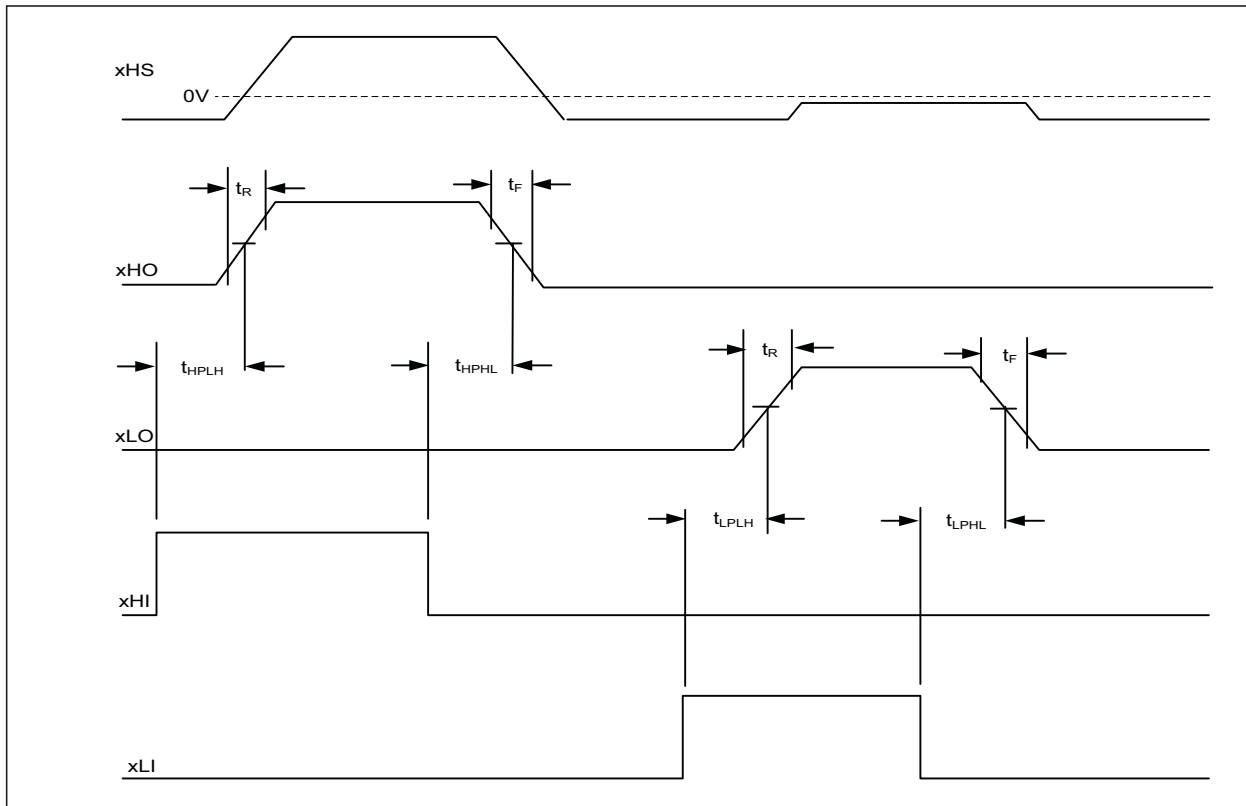 xHS
0V
tR
tF
xHO
tHPLH
tHPHL
tR
tF
xLO
tLPLH
tLPHL
xHI
xLI